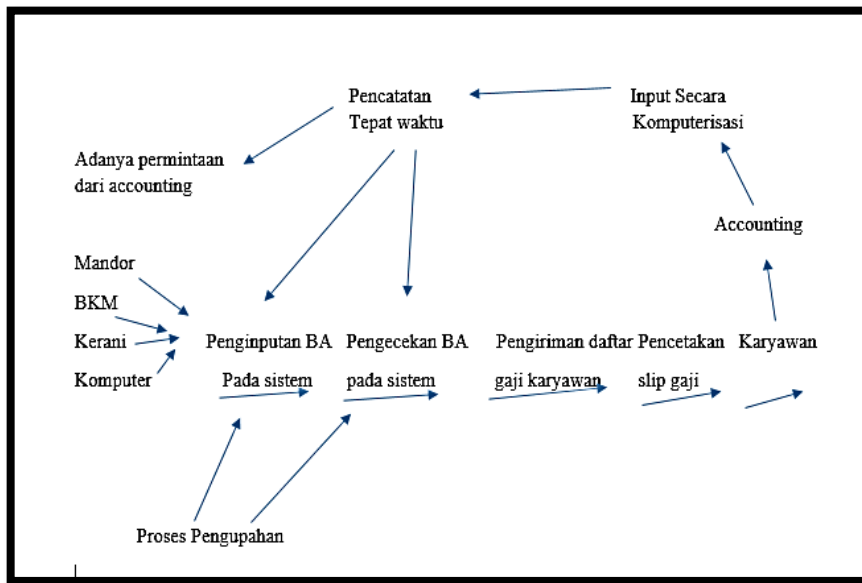 Pencatatan
Tepat waktu
Input Secara
Komputerisasi
Adanya permintaan
dari accounting
Accounting
Mandor
BKM
Kerani
Komputer
Penginputan BA
Pada sistem
Pengecekan BA
pada sistem
Pengiriman daftar
gaji karyawan
Pencetakan
slip gaji
Karyawan
Proses Pengupahan